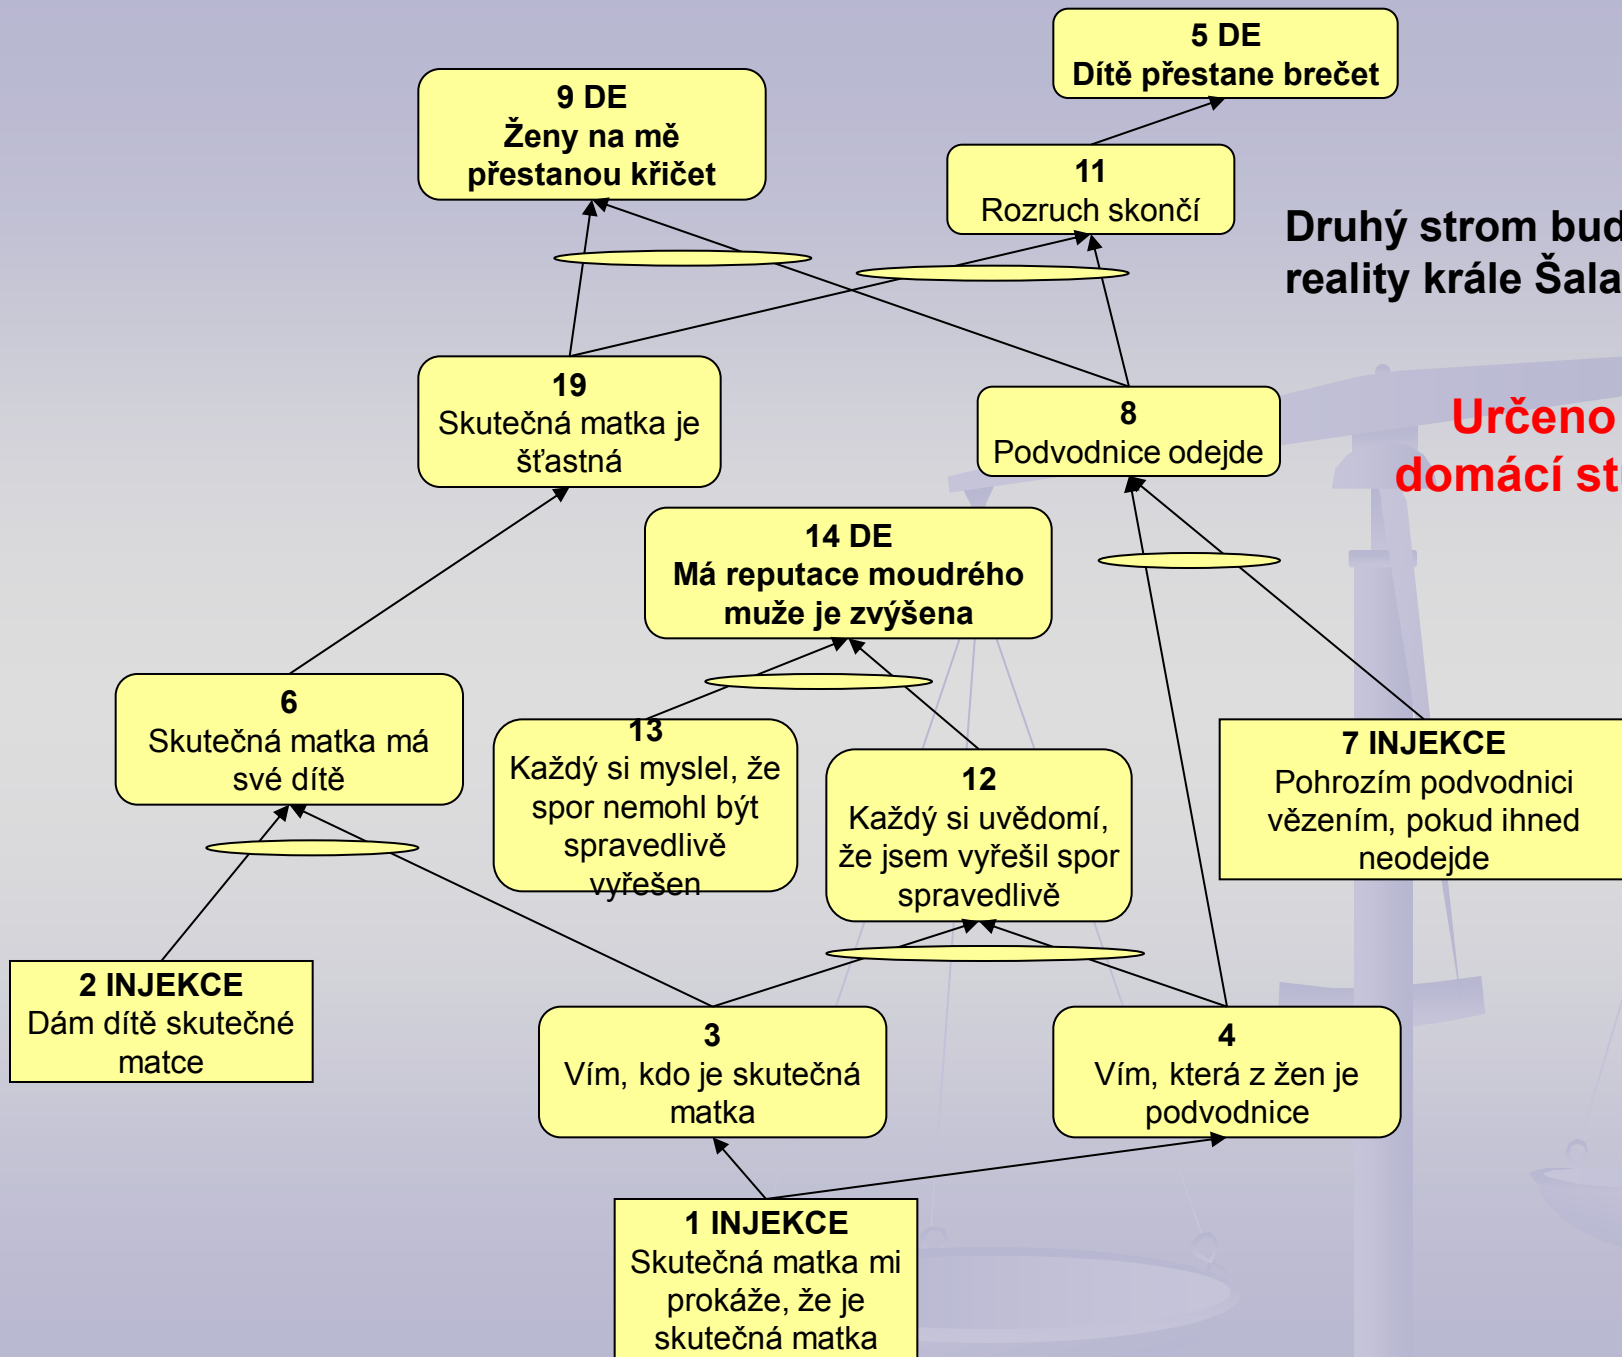 5 DE
Dítě přestane brečet
9 DE
Ženy na mě
přestanou křičet
11
Rozruch skončí
Druhý strom
reality krále
19
Skutečná matka je
šťastná
8
Podvodnice odejde
Určeno
domácí
14 DE
Má reputace moudrého
muže je zvýšena
6
Skutečná matka má
své dítě
13
Každý si myslel, že
spor nemohl být
spravedlivě
vyřešen
12
Každý si uvědomí,
že jsem vyřešil spor
spravedlivě
7 INJEKCE
Pohrozím podvodnici
vězením, pokud ihned
neodejde
2 INJEKCE
Dám dítě skutečné
matce
3
Vím, kdo je skutečná
matka
4
Vím, která z žen je
podvodnice
1 INJEKCE
Skutečná matka mi
prokáže, že je
skutečná matka